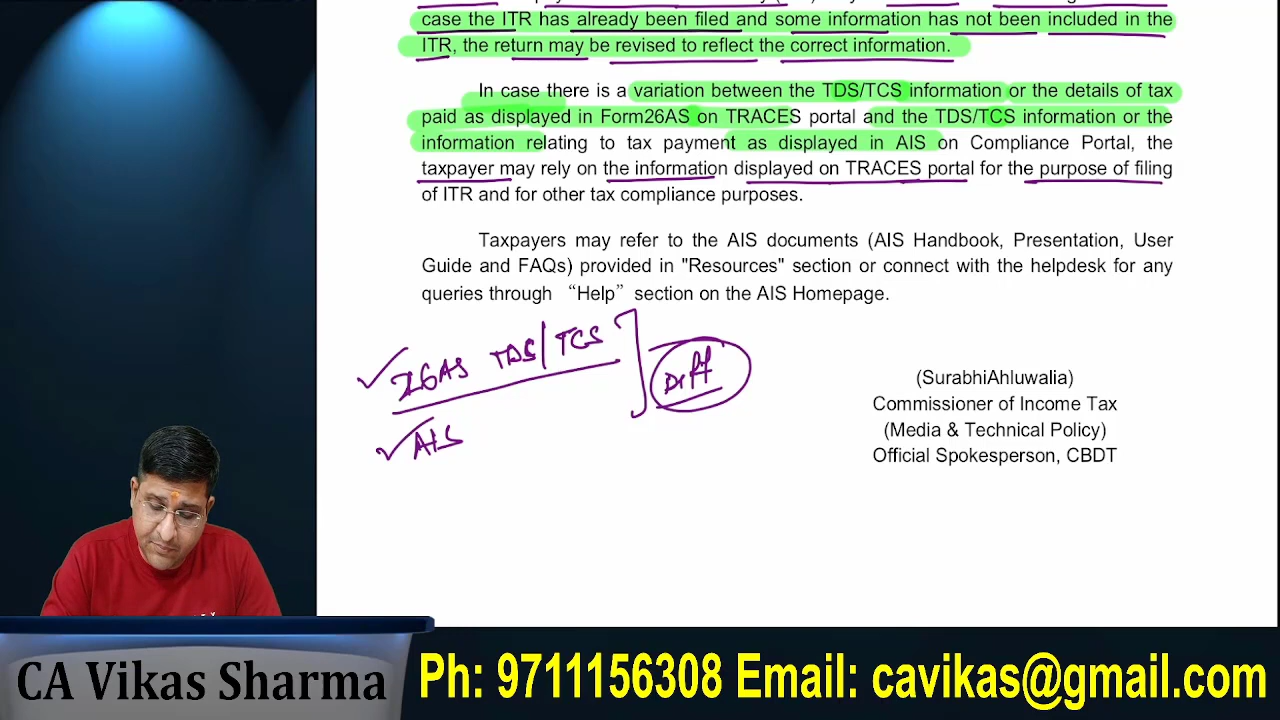 case the ITR has already been filed and some information has not been included in the
ITR, the return may be revised to reflect the correct information.
In case there is a variation between the TDS/TCS information or the details of tax
paid as displayed in Form26AS on TRACES portal and the TDS/TCS information or the
information relating to tax payment as displayed in AIS on Compliance Portal, the
taxpayer may rely on the information displayed on TRACES portal for the purpose of filing
of ITR and for other tax compliance purposes.
Taxpayers may refer to the AIS documents (AIS Handbook, Presentation, User
Guide and FAQs) provided in "Resources" section or connect with the helpdesk for any
queries through “Help” section on the AIS Homepage.
26AS TDS/TCS
Diff
AIS
(SurabhiAhluwalia)
Commissioner of Income Tax
(Media & Technical Policy)
Official Spokesperson, CBDT
CA Vikas Sharma
Ph: 9711156308 Email: cavikas@gmail.com